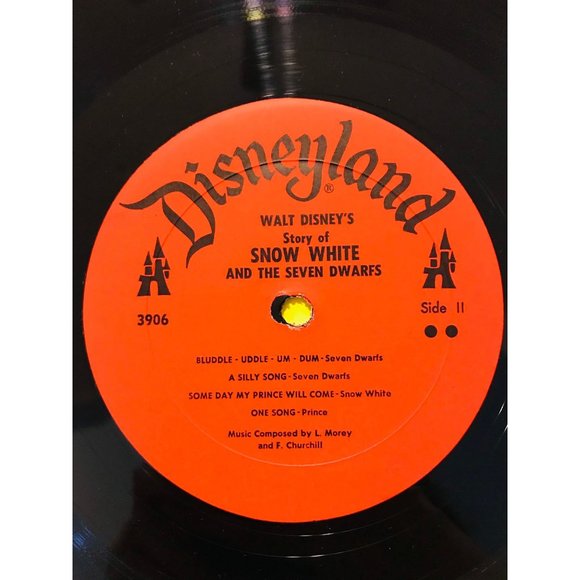 Disneyland
®
WALT DISNEY'S
Story of
SNOW WHITE
AND THE SEVEN DWARFS
3906
Side II
BLUDDLE - UDDLE - UM - DUM-Seven Dwarfs
A SILLY SONG-Seven Dwarfs
SOME DAY MY PRINCE WILL COME-Snow White
ONE SONG-Prince
Music Composed by L. Morey
and F. Churchill